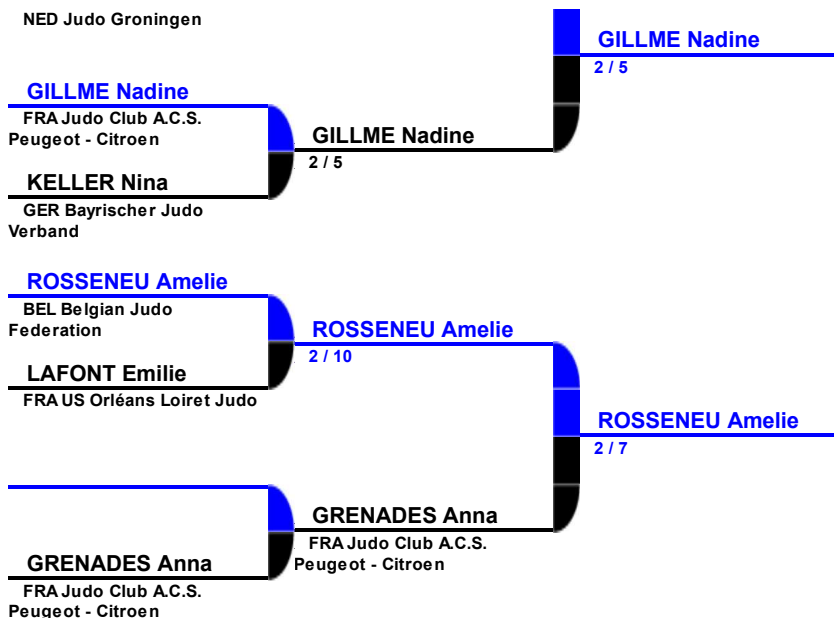 NED Judo Groningen
GILLME Nadine
2 / 5
GILLME Nadine
FRA Judo Club A.C.S.
Peugeot - Citroen
GILLME Nadine
2 / 5
KELLER Nina
GER Bayrischer Judo
Verband
ROSSENEU Amelie
BEL Belgian Judo
Federation
ROSSENEU Amelie
2 / 10
LAFONT Emilie
FRA US Orléans Loiret Judo
ROSSENEU Amelie
2 / 7
GRENADES Anna
FRA Judo Club A.C.S.
Peugeot - Citroen
GRENADES Anna
FRA Judo Club A.C.S.
Peugeot - Citroen